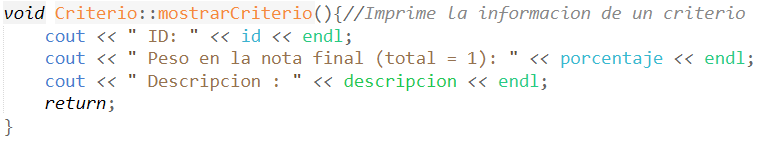 void Criterio::mostrarCriterio(){//Imprime la informacion de un criterio
cout << " ID: " << id << endl;
cout << " Peso en la nota final (total = 1): " << porcentaje << endl;
cout << " Descripcion : " << descripcion << endl;
return;
}